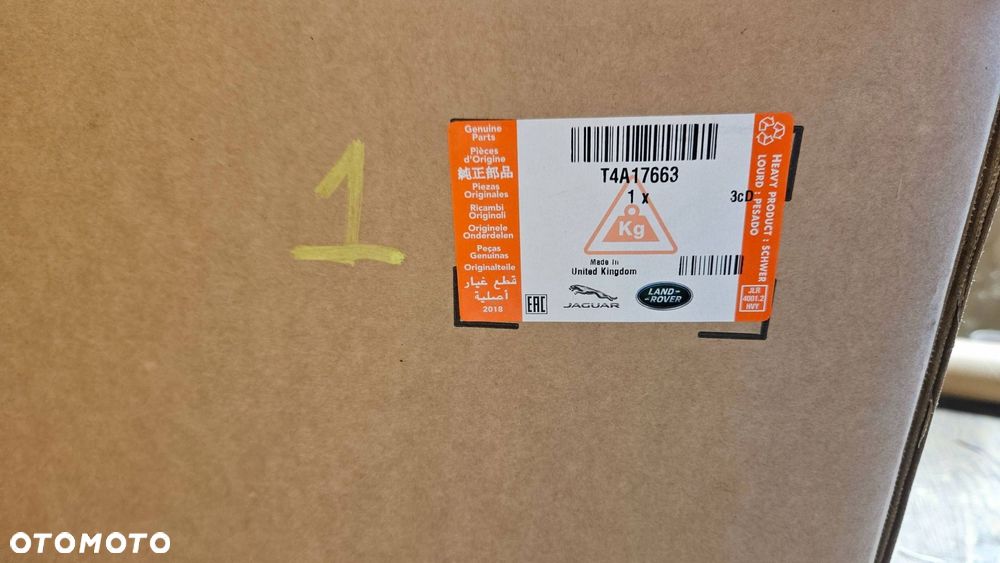 1
Genuine
Parts
Pièces
d'Origine
純正部品
Piezas
Originales
Ricambi
Originali
Originele
Onderdelen
Peças
Genuínas
Originalteile
قطع غيار
أصلية
2018
T4A17663
1 x
3cD
Kg
Made In
United Kingdom
EAC
JAGUAR
LAND-
ROVER
HEAVY PRODUCT : SCHWER
LOURD : PESADO
JLR
4001.2
HVY
OTOMOTO